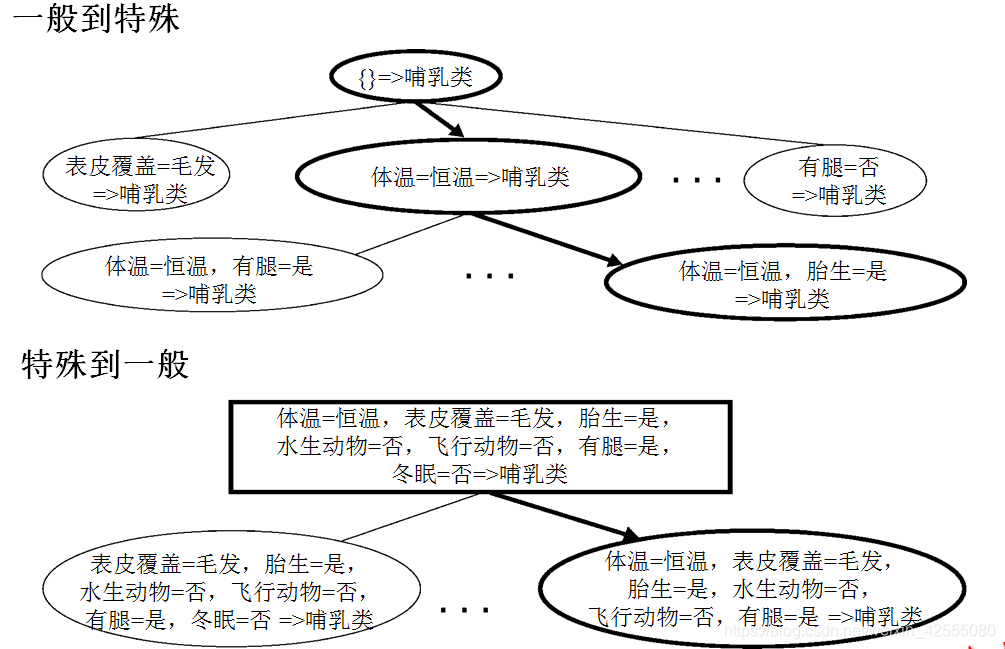 一般到特殊
{}=>哺乳类
表皮覆盖=毛发
=>哺乳类
体温=恒温=>哺乳类
...
有腿=否
=>哺乳类
体温=恒温，有腿=是
=>哺乳类
...
体温=恒温，胎生=是
=>哺乳类
特殊到一般
体温=恒温，表皮覆盖=毛发，胎生=是，
水生动物=否，飞行动物=否，有腿=是，
冬眠=否=>哺乳类
表皮覆盖=毛发，胎生=是，
水生动物=否，飞行动物=否，
有腿=是，冬眠=否 =>哺乳类
...
体温=恒温，表皮覆盖=毛发，
胎生=是，水生动物=否，
飞行动物=否，有腿=是 =>哺乳类
https://blog.csdn.net/weixin_42555080